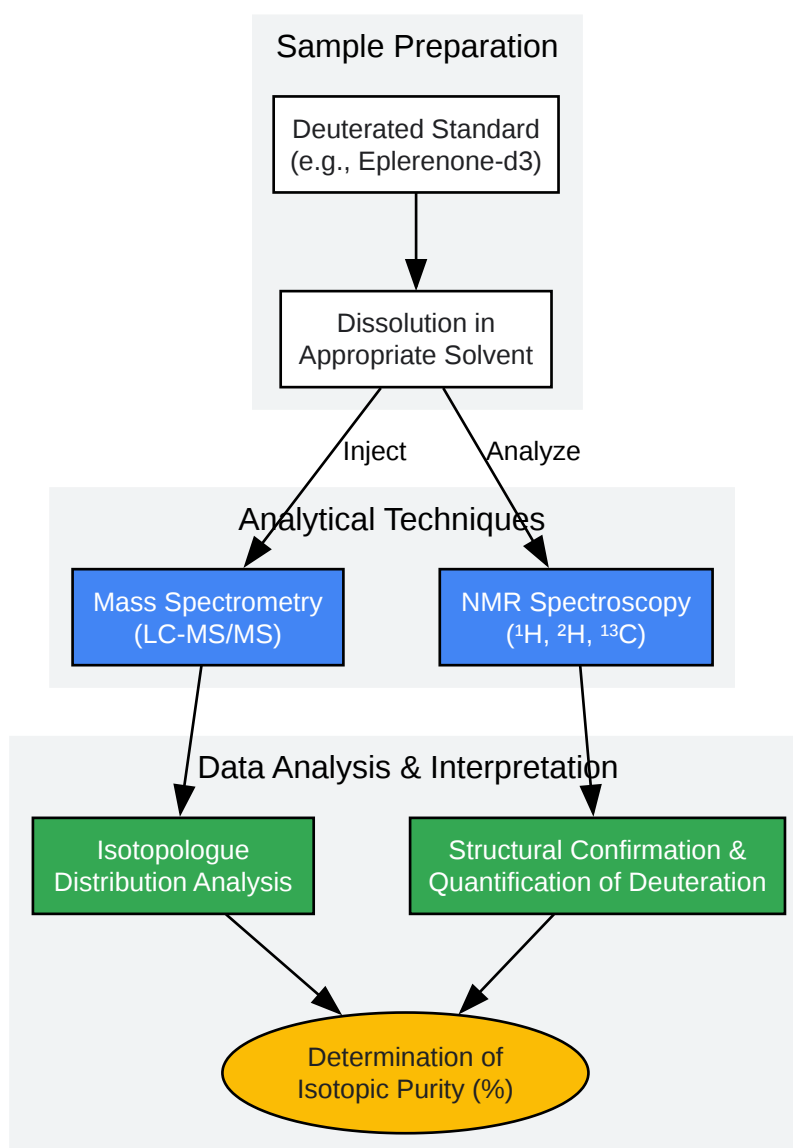 Sample Preparation
Deuterated Standard
(e.g., Eplerenone-d3)
Dissolution in
Appropriate Solvent
Inject
Analyze
Analytical Techniques
Mass Spectrometry
(LC-MS/MS)
NMR Spectroscopy
(¹H, ²H, ¹³C)
Data Analysis & Interpretation
Isotopologue
Distribution Analysis
Structural Confirmation &
Quantification of Deuteration
Determination of
Isotopic Purity (%)